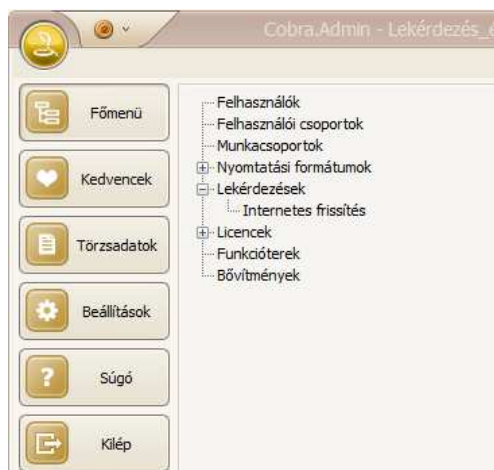 Cobra.Admin - Lekérdezés_
Főmenü
Kedvencek
Törzsadatok
Beállítások
Súgó
Kilép
Felhasználók
Felhasználói csoportok
Munkacsoportok
Nyomtatási formátumok
Lekérdezések
Internetes frissítés
Licencek
Funkcióterek
Bővítmények